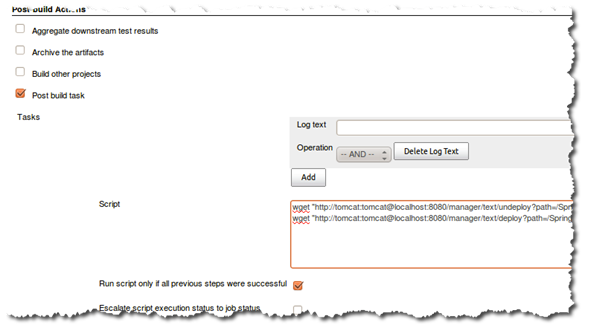 Post-Build Actions
Aggregate downstream test results
Archive the artifacts
Build other projects
Post build task
Tasks
Log text
Operation
-- AND --
Delete Log Text
Add
Script
wget "http://tomcat:tomcat@localhost:8080/manager/text/undeploy?path=/Spr
wget "http://tomcat:tomcat@localhost:8080/manager/text/deploy?path=/Spring
Run script only if all previous steps were successful
Escalate script execution status to job status